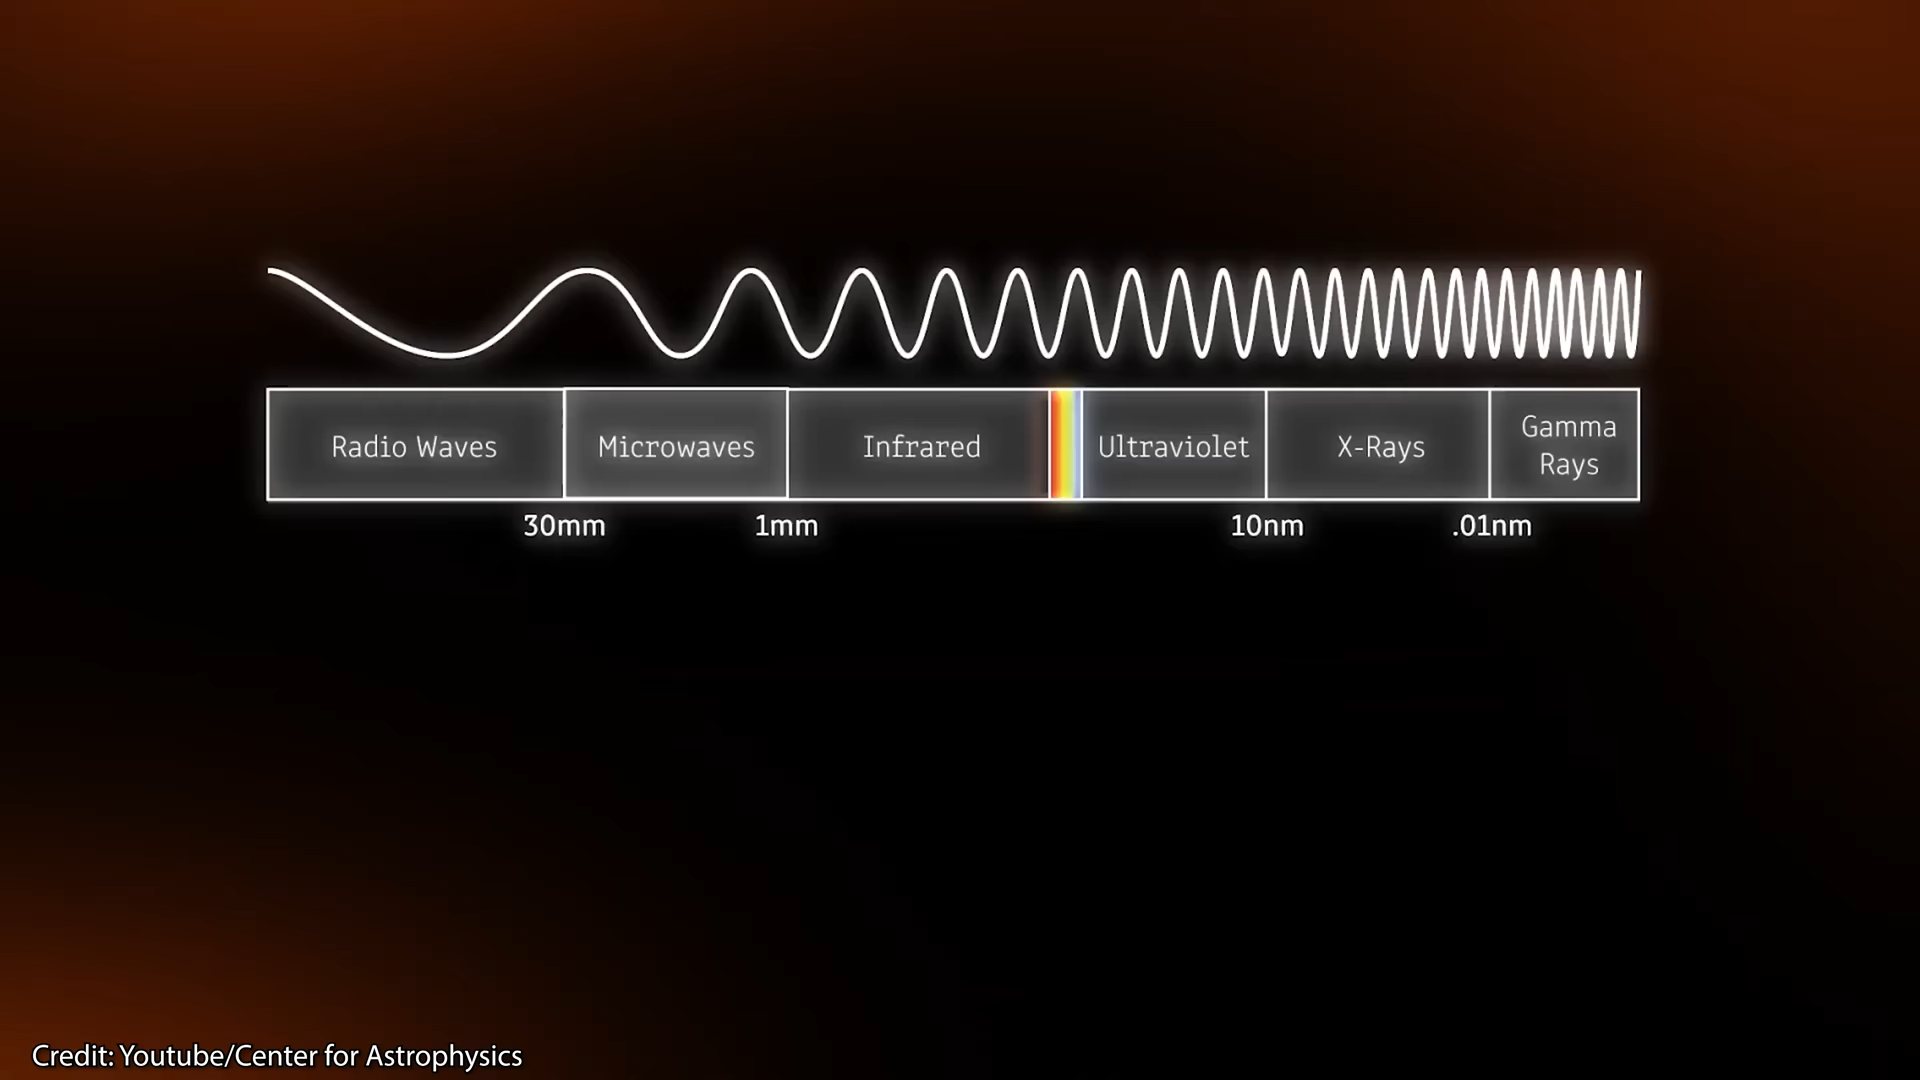 Radio Waves
Microwaves
Infrared
Ultraviolet
X-Rays
Gamma
Rays
30mm
1mm
10nm
.01nm
Credit: Youtube/Center for Astrophysics